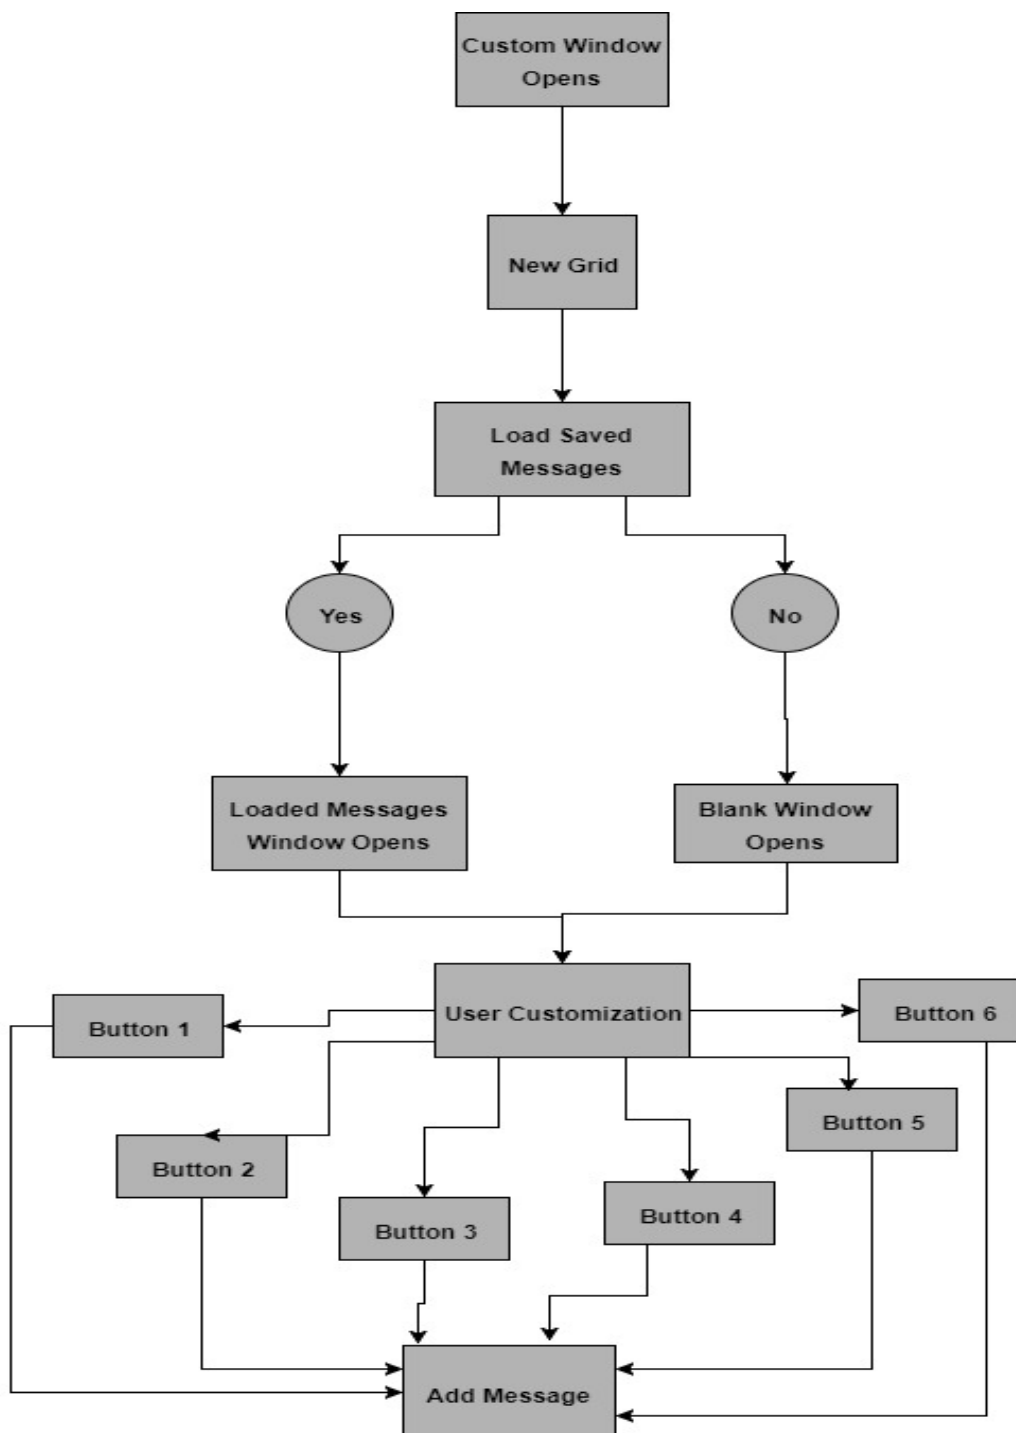 Custom Window
Opens
New Grid
Load Saved
Messages
Yes
No
Loaded Messages
Window Opens
Blank Window
Opens
User Customization
Button 1
Button 6
Button 2
Button 5
Button 3
Button 4
Add Message